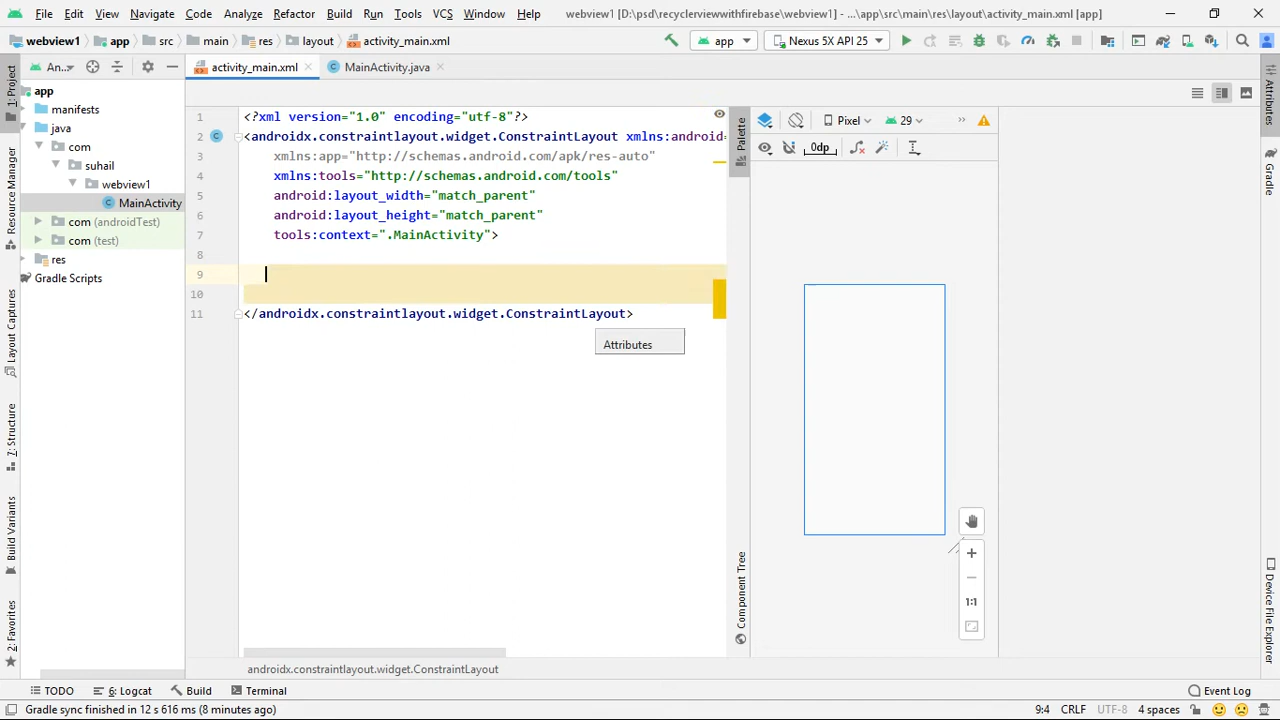 File Edit View Navigate Code Analyze Refactor Build Run Tools VCS Window Help webview1 [D:\psd\recyclerviewwithfirebase\webview1] - ...\app\src\main\res\layout\activity_main.xml [app]
webview1 app src main res layout activity_main.xml app Nexus 5X API 25
An.. activity_main.xml MainActivity.java
1: Project
Resource Manager
Layout Captures
7: Structure
Build Variants
2: Favorites
app
manifests
java
com
suhail
webview1
MainActivity
com (androidTest)
com (test)
res
Gradle Scripts
1 <?xml version="1.0" encoding="utf-8"?>
2 <androidx.constraintlayout.widget.ConstraintLayout xmlns:android=
3 xmlns:app="http://schemas.android.com/apk/res-auto"
4 xmlns:tools="http://schemas.android.com/tools"
5 android:layout_width="match_parent"
6 android:layout_height="match_parent"
7 tools:context=".MainActivity">
8
9
10
11 </androidx.constraintlayout.widget.ConstraintLayout>
Attributes
androidx.constraintlayout.widget.ConstraintLayout
Palette
Component Tree
Pixel 29
0dp
1:1
Attributes
Gradle
Device File Explorer
TODO 6: Logcat Build Terminal Event Log
Gradle sync finished in 12 s 616 ms (8 minutes ago) 9:4 CRLF UTF-8 4 spaces